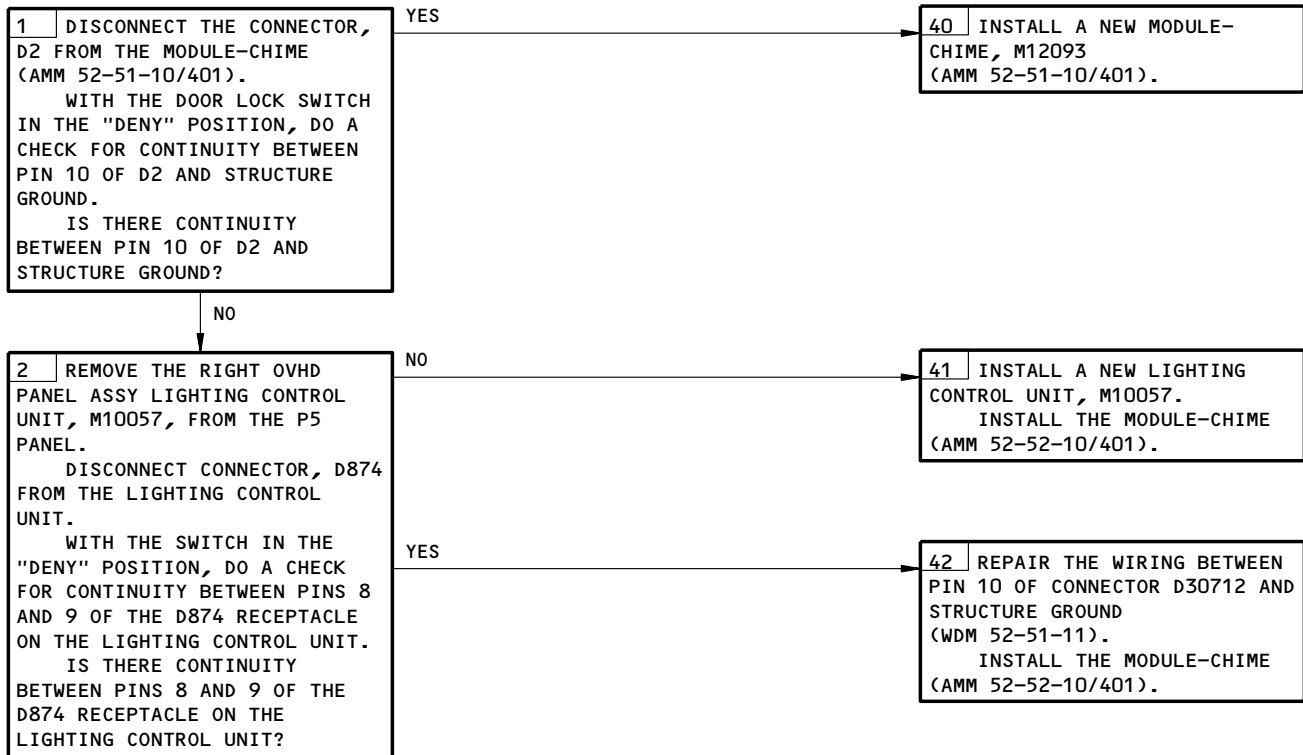 1 DISCONNECT THE CONNECTOR,
D2 FROM THE MODULE-CHIME
(AMM 52-51-10/401).
WITH THE DOOR LOCK SWITCH
IN THE "DENY" POSITION, DO A
CHECK FOR CONTINUITY BETWEEN
PIN 10 OF D2 AND STRUCTURE
GROUND.
IS THERE CONTINUITY
BETWEEN PIN 10 OF D2 AND
STRUCTURE GROUND?
YES
40 INSTALL A NEW MODULE-
CHIME, M12093
(AMM 52-51-10/401).
NO
2 REMOVE THE RIGHT OVHD
PANEL ASSY LIGHTING CONTROL
UNIT, M10057, FROM THE P5
PANEL.
DISCONNECT CONNECTOR, D874
FROM THE LIGHTING CONTROL
UNIT.
WITH THE SWITCH IN THE
"DENY" POSITION, DO A CHECK
FOR CONTINUITY BETWEEN PINS 8
AND 9 OF THE D874 RECEPTACLE
ON THE LIGHTING CONTROL UNIT.
IS THERE CONTINUITY
BETWEEN PINS 8 AND 9 OF THE
D874 RECEPTACLE ON THE
LIGHTING CONTROL UNIT?
NO
41 INSTALL A NEW LIGHTING
CONTROL UNIT, M10057.
INSTALL THE MODULE-CHIME
(AMM 52-52-10/401).
YES
42 REPAIR THE WIRING BETWEEN
PIN 10 OF CONNECTOR D30712 AND
STRUCTURE GROUND
(WDM 52-51-11).
INSTALL THE MODULE-CHIME
(AMM 52-52-10/401).